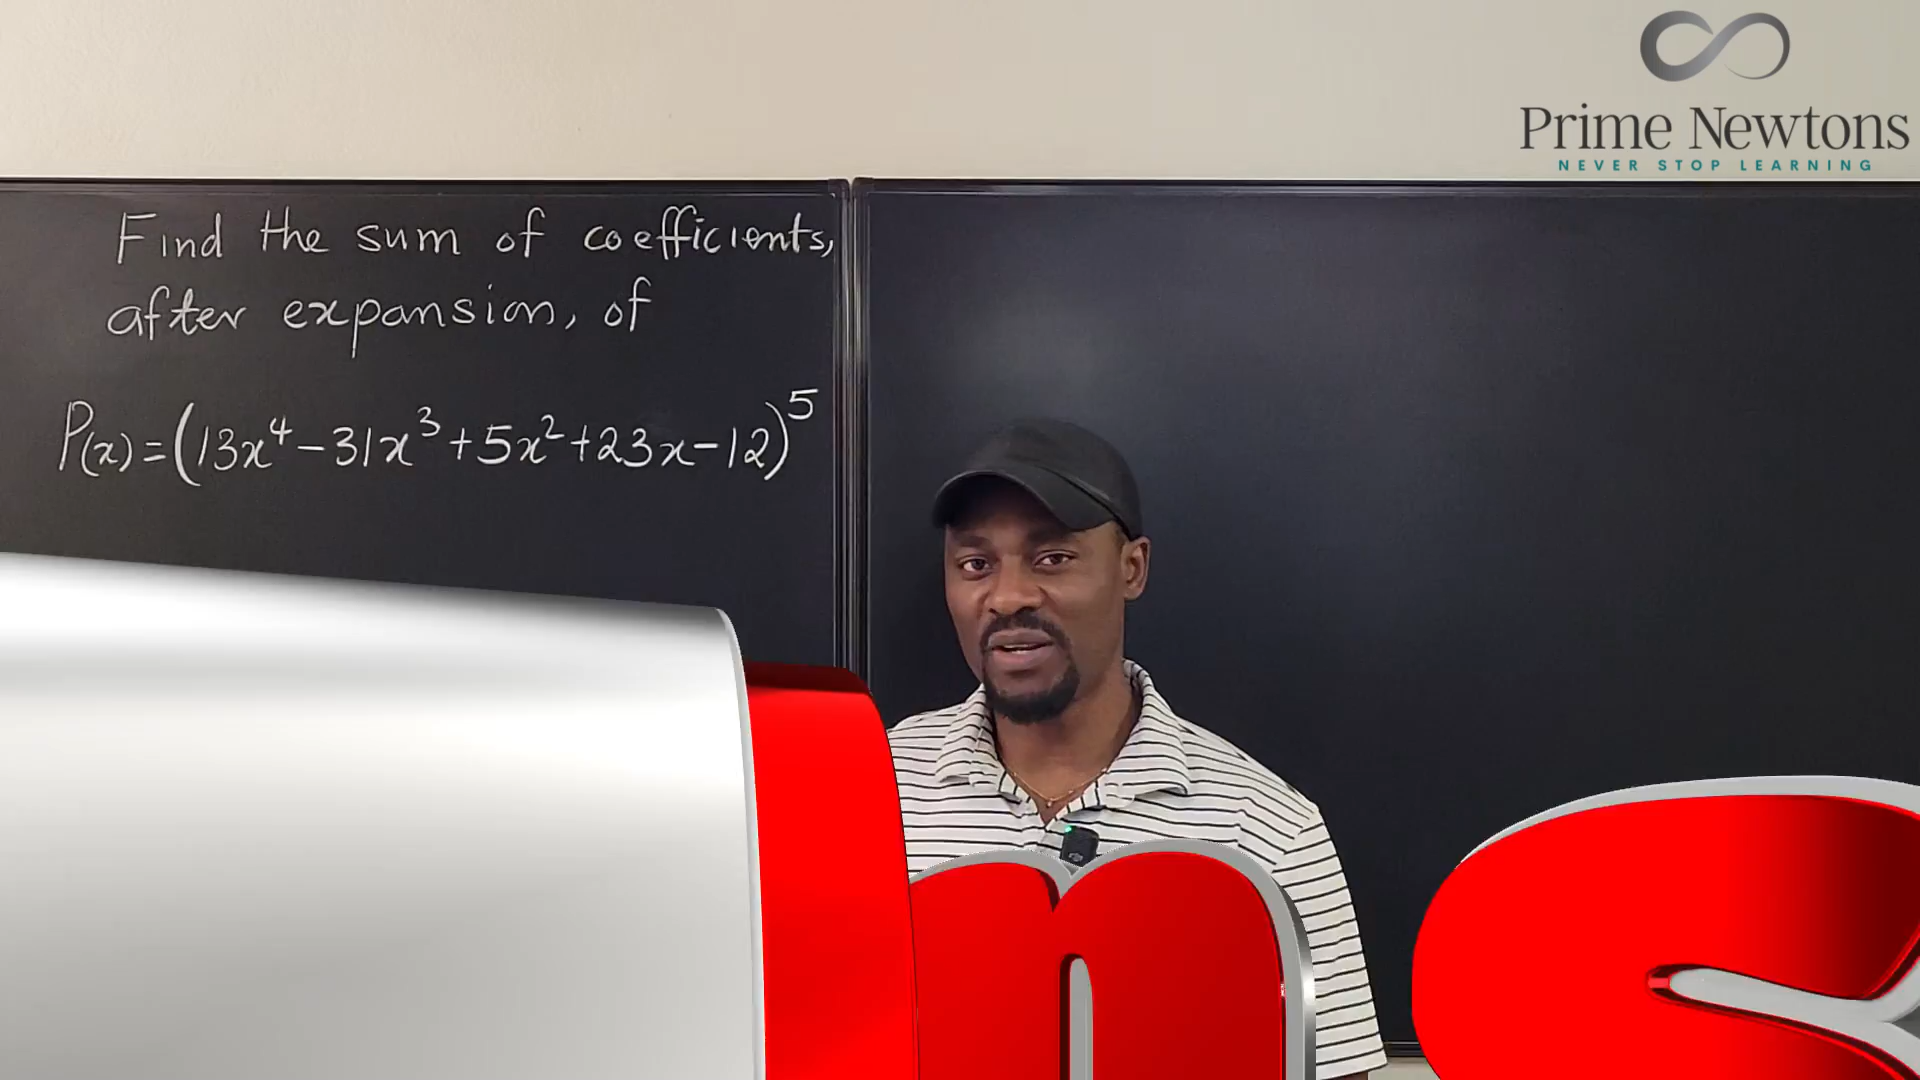 Prime Newtons
NEVER STOP LEARNING
Find the sum of coefficients,
after expansion, of
P(x)=(13x⁴-31x³+5x²+23x-12)⁵
ns